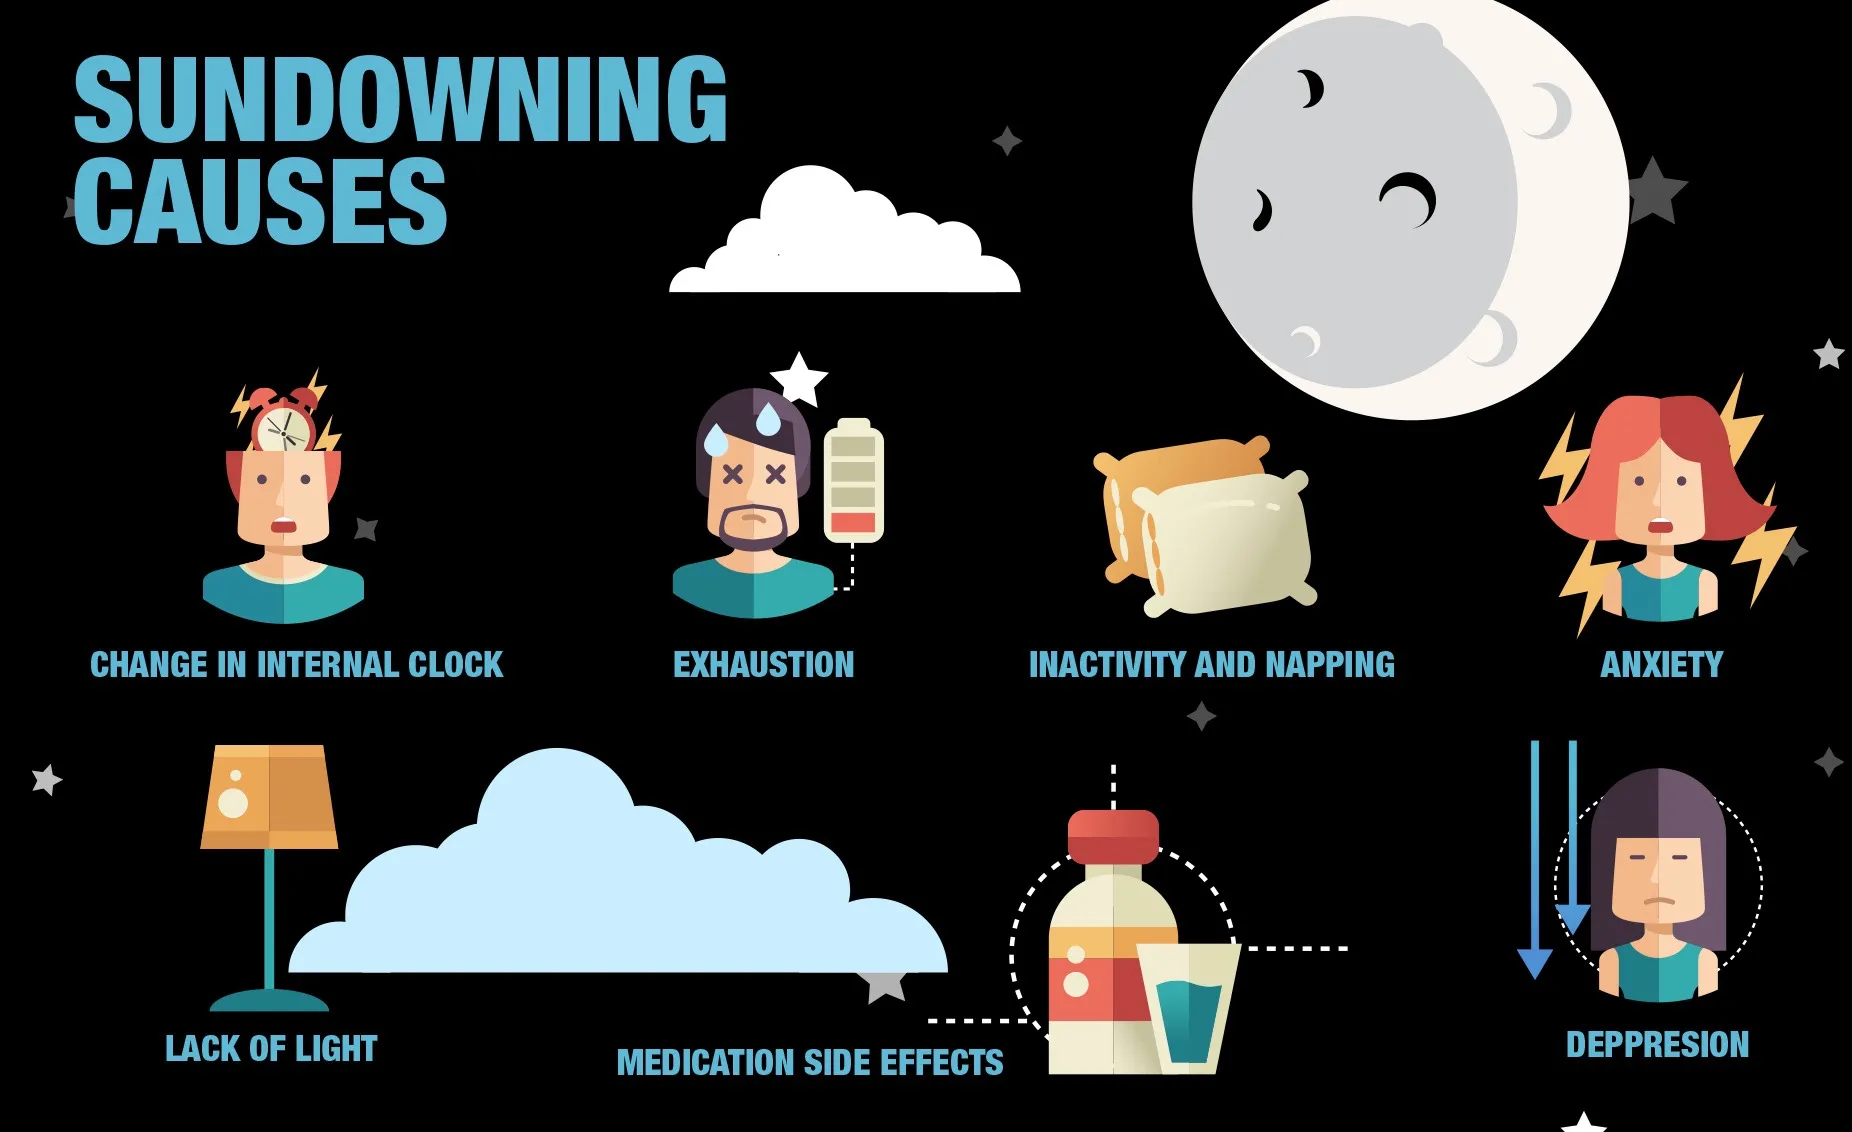 SUNDOWNING
CAUSES
CHANGE IN INTERNAL CLOCK
EXHAUSTION
INACTIVITY AND NAPPING
ANXIETY
LACK OF LIGHT
MEDICATION SIDE EFFECTS
DEPPRESION